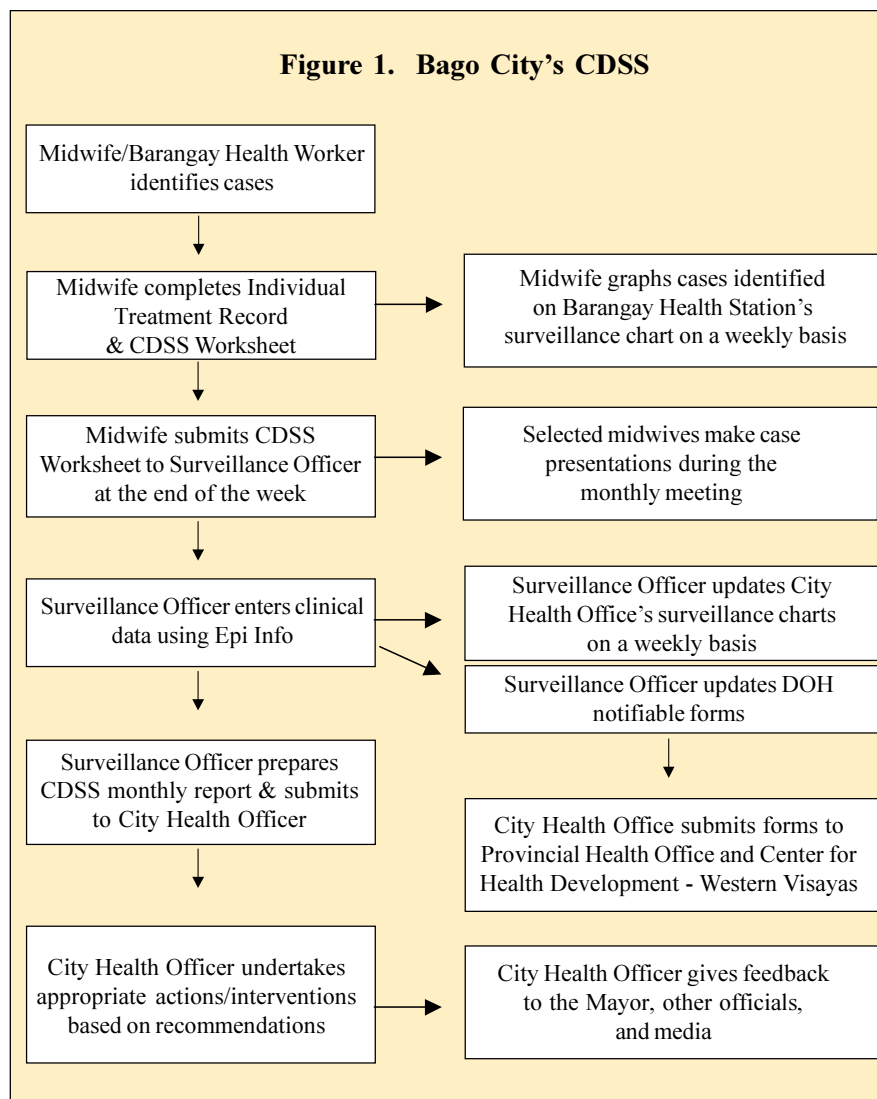 Figure 1. Bago City’s CDSS
Midwife/Barangay Health Worker
identifies cases
Midwife completes Individual
Treatment Record
& CDSS Worksheet
Midwife graphs cases identified
on Barangay Health Station’s
surveillance chart on a weekly basis
Midwife submits CDSS
Worksheet to Surveillance Officer
at the end of the week
Selected midwives make case
presentations during the
monthly meeting
Surveillance Officer enters clinical
data using Epi Info
Surveillance Officer updates City
Health Office’s surveillance charts
on a weekly basis
Surveillance Officer updates DOH
notifiable forms
Surveillance Officer prepares
CDSS monthly report & submits
to City Health Officer
City Health Office submits forms to
Provincial Health Office and Center for
Health Development - Western Visayas
City Health Officer undertakes
appropriate actions/interventions
based on recommendations
City Health Officer gives feedback
to the Mayor, other officials,
and media